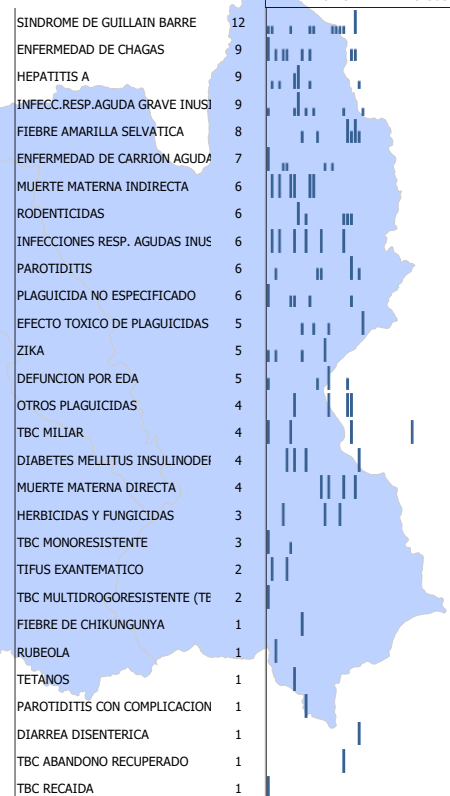 SINDROME DE GUILLAIN BARRE 12
ENFERMEDAD DE CHAGAS 9
HEPATITIS A 9
INFECC.RESP.AGUDA GRAVE INUSI 9
FIEBRE AMARILLA SELVATICA 8
ENFERMEDAD DE CARRION AGUDA 7
MUERTE MATERNA INDIRECTA 6
RODENTICIDAS 6
INFECCIONES RESP. AGUDAS INUS 6
PAROTIDITIS 6
PLAGUICIDA NO ESPECIFICADO 6
EFECTO TOXICO DE PLAGUICIDAS 5
ZIKA 5
DEFUNCION POR EDA 5
OTROS PLAGUICIDAS 4
TBC MILIAR 4
DIABETES MELLITUS INSULINODEF 4
MUERTE MATERNA DIRECTA 4
HERBICIDAS Y FUNGICIDAS 3
TBC MONORESISTENTE 3
TIFUS EXANTEMATICO 2
TBC MULTIDROGORESISTENTE (TE 2
FIEBRE DE CHIKUNGUNYA 1
RUBEOLA 1
TETANOS 1
PAROTIDITIS CON COMPLICACION 1
DIARREA DISENTERICA 1
TBC ABANDONO RECUPERADO 1
TBC RECAIDA 1